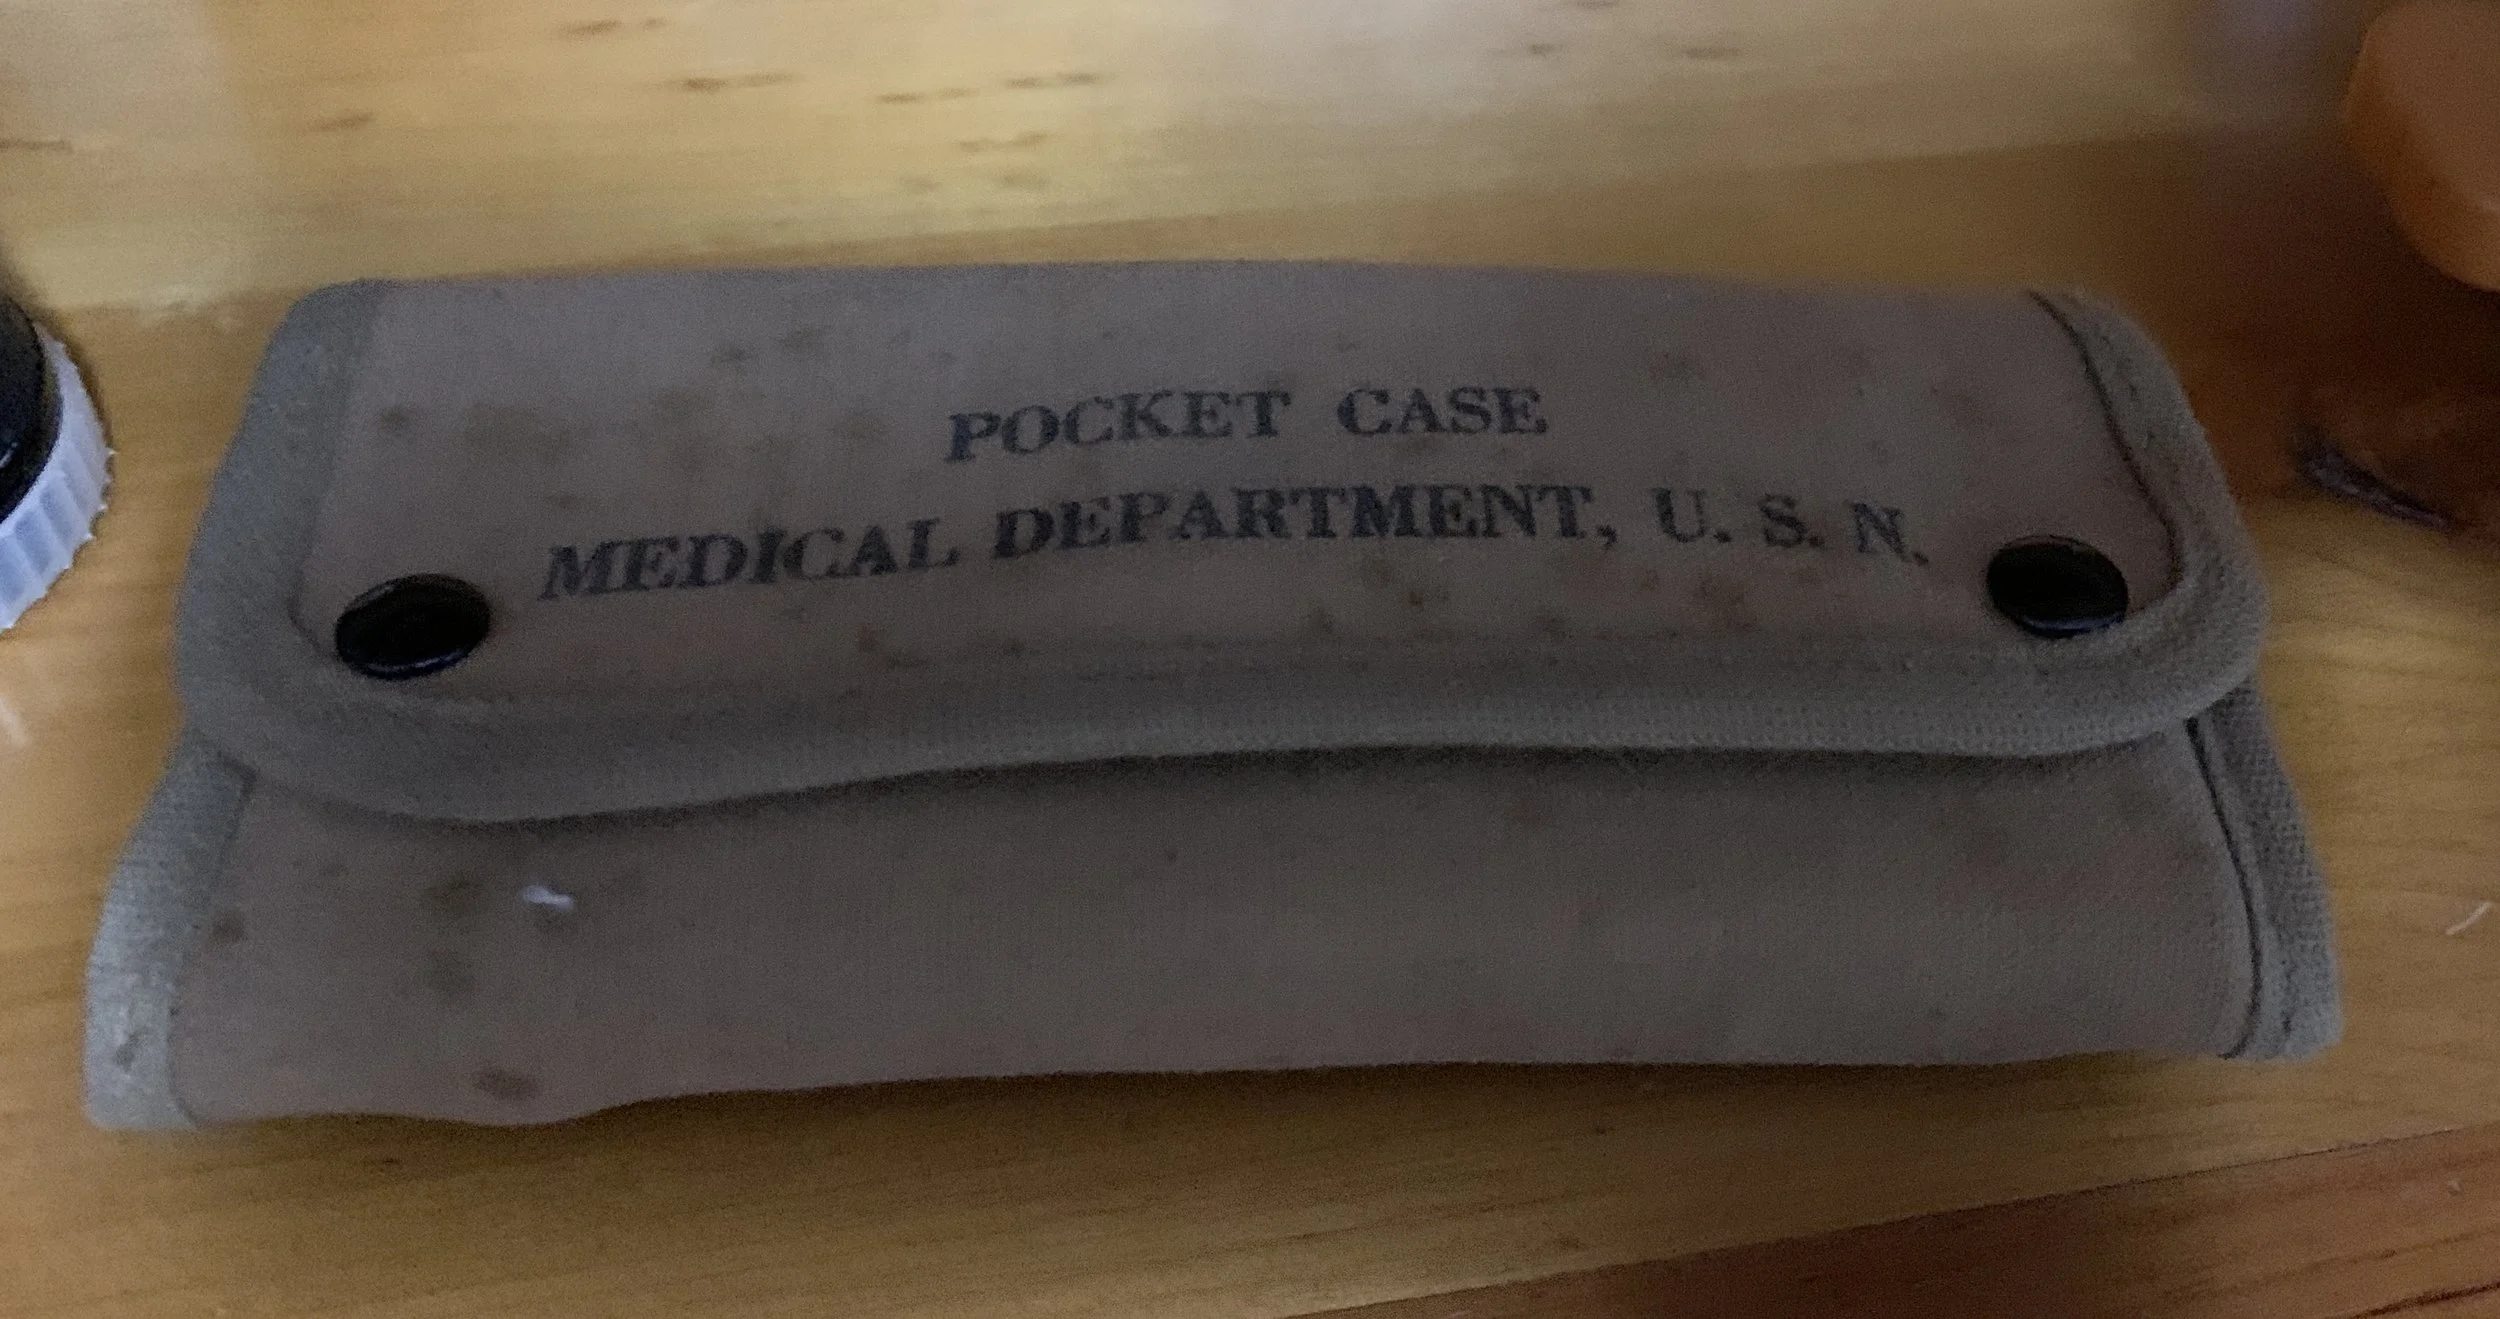 POCKET CASE
MEDICAL DEPARTMENT, U. S. N.